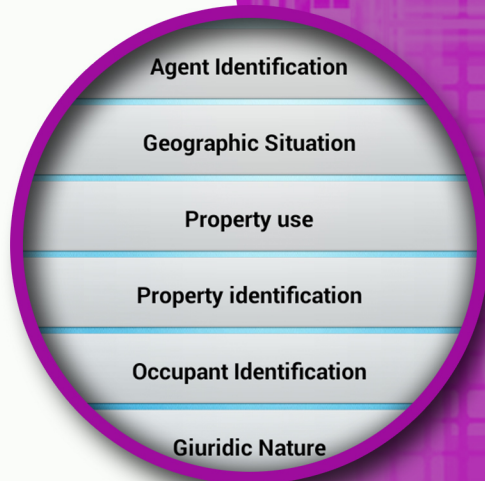 Agent Identification
Geographic Situation
Property use
Property identification
Occupant Identification
Giuridic Nature